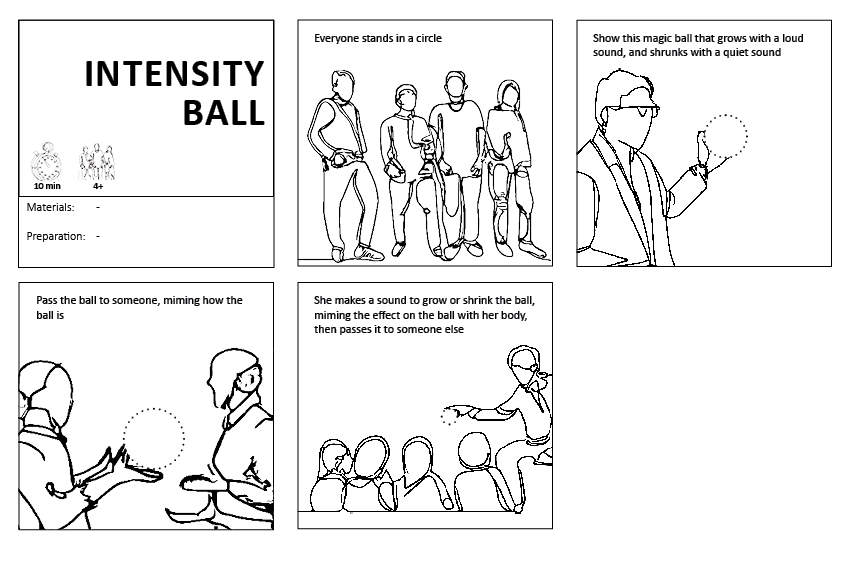 INTENSITY
BALL
10 min
4+
Materials: -
Preparation: -
Everyone stands in a circle
Show this magic ball that grows with a loud
sound, and shrunks with a quiet sound
Pass the ball to someone, miming how the
ball is
She makes a sound to grow or shrink the ball,
miming the effect on the ball with her body,
then passes it to someone else